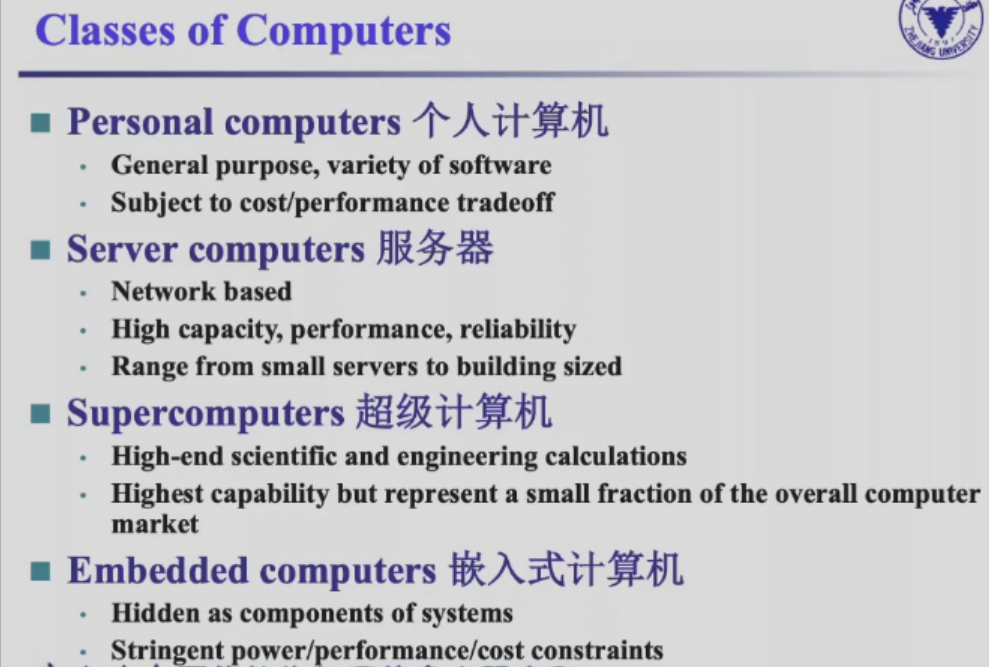 Classes of Computers
ZHEJIANG UNIVERSITY
1897
Personal computers 个人计算机
General purpose, variety of software
Subject to cost/performance tradeoff
Server computers 服务器
Network based
High capacity, performance, reliability
Range from small servers to building sized
Supercomputers 超级计算机
High-end scientific and engineering calculations
Highest capability but represent a small fraction of the overall computer
market
Embedded computers 嵌入式计算机
Hidden as components of systems
Stringent power/performance/cost constraints